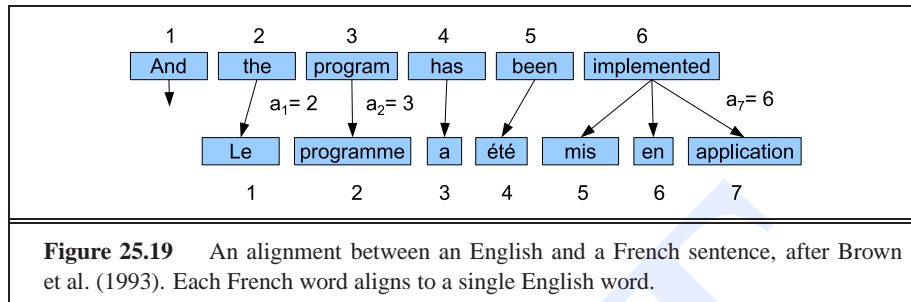 1 2 3 4 5 6
And the program has been implemented
a₁= 2 a₂= 3 a₇= 6
Le programme a été mis en application
1 2 3 4 5 6 7
Figure 25.19 An alignment between an English and a French sentence, after Brown
et al. (1993). Each French word aligns to a single English word.